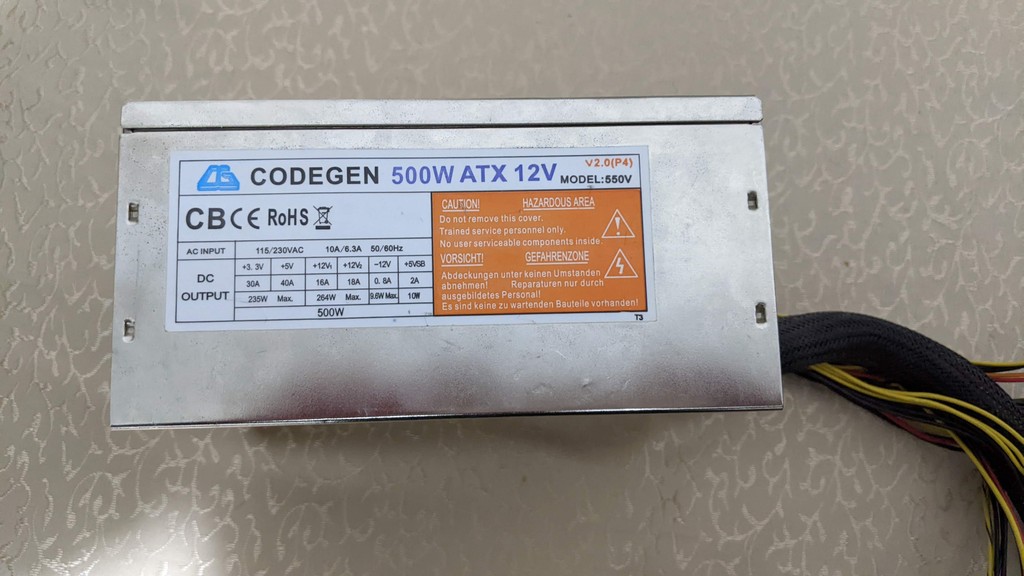 CG CODEGEN 500W ATX 12V
V2.0(P4)
MODEL:550V
CB CE RoHS
AC INPUT 115/230VAC 10A/6.3A 50/60Hz
DC OUTPUT
+3.3V +5V +12V₁ +12V₂ -12V +5VSB
30A 40A 16A 18A 0.8A 2A
235W Max. 264W Max. 9.6W Max. 10W
500W
CAUTION! HAZARDOUS AREA
Do not remove this cover.
Trained service personnel only.
No user serviceable components inside.
VORSICHT! GEFAHRENZONE
Abdeckungen unter keinen Umständen
abnehmen! Reparaturen nur durch
ausgebildetes Personal!
Es sind keine zu wartenden Bauteile vorhanden!
T3